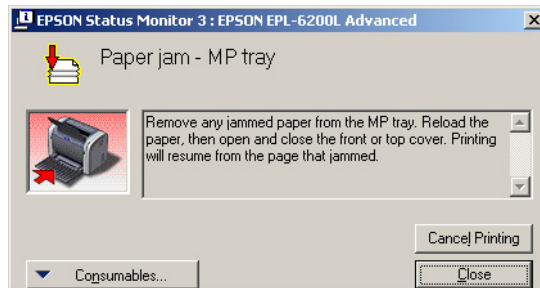 EPSON Status Monitor 3 : EPSON EPL-6200L Advanced
Paper jam - MP tray
Remove any jammed paper from the MP tray. Reload the
paper, then open and close the front or top cover. Printing
will resume from the page that jammed.
Cancel Printing
Consumables...
Close